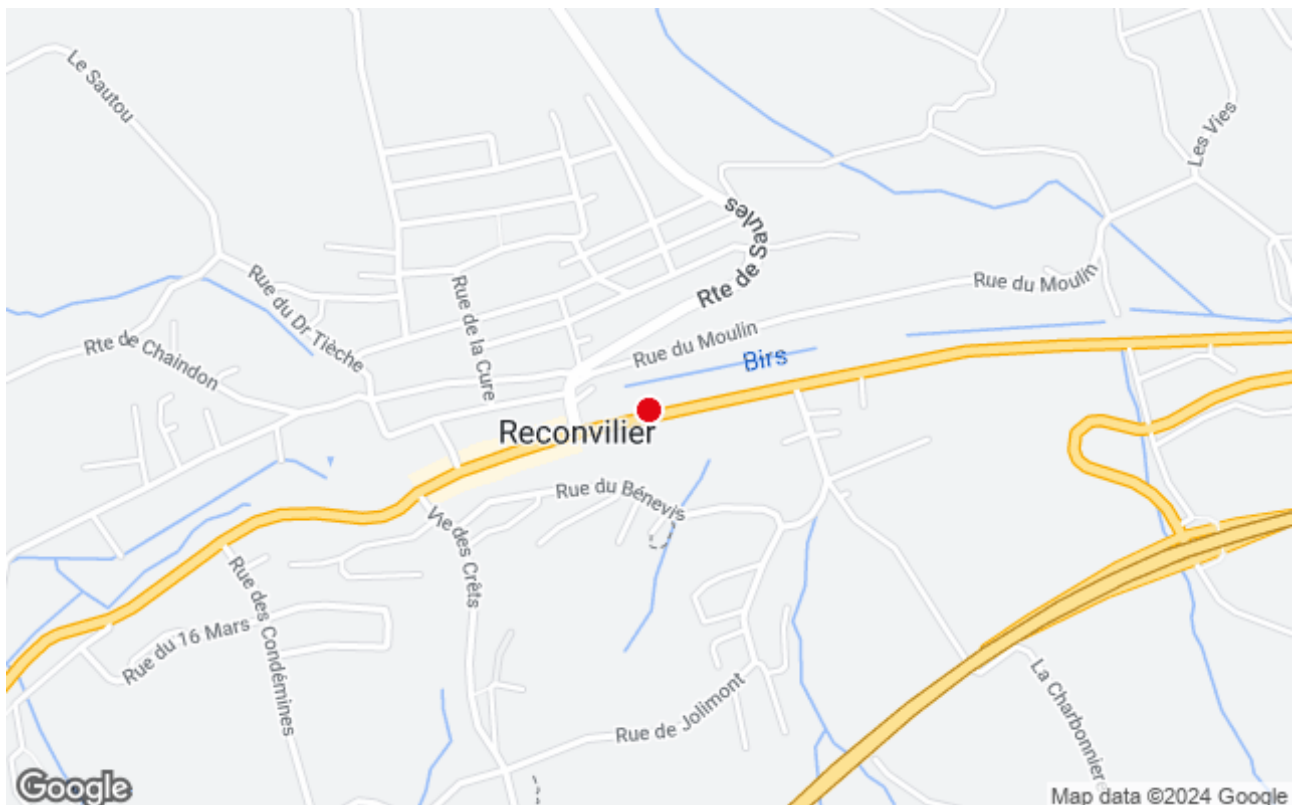 Le Sautou
Les Vies
Rte de Saules
Rue du Moulin
Rue du Dr Tièche
Rue de la Cure
Rte de Chaindon
Rue du Moulin
Birs
Reconvilier
Rue du Bénevis
Vie des Crêts
Rue des Condémines
Rue du 16 Mars
Rue de Jolimont
La Charbonniere
Google
Map data ©2024 Google